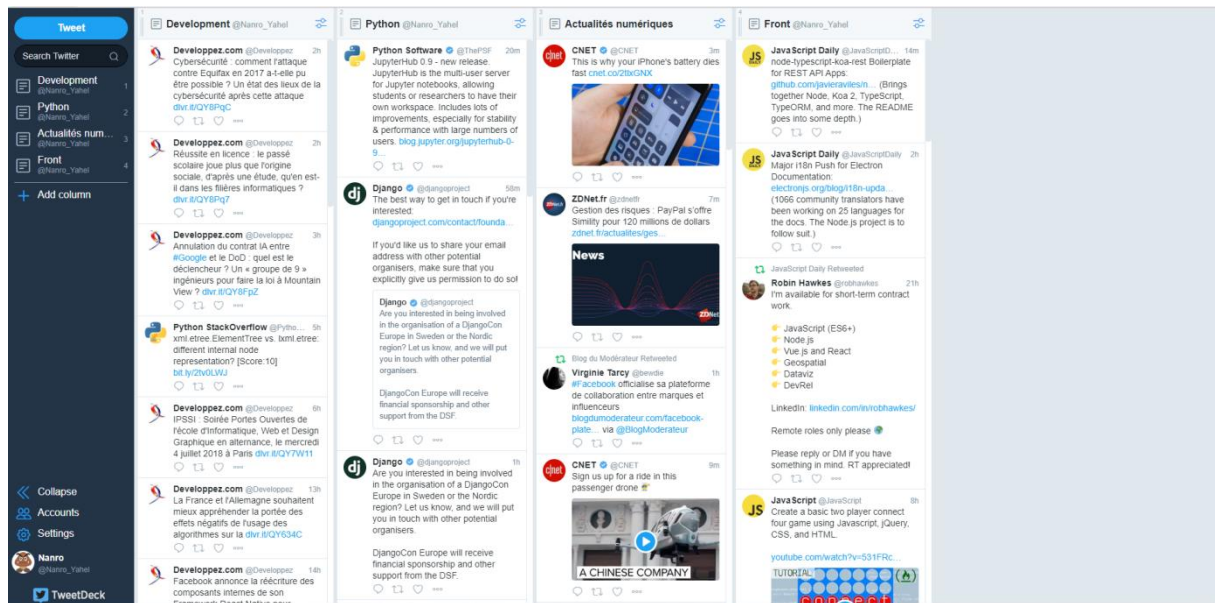 Tweet
Search Twitter
Development
@Nanro_Yahel
1
Python
@Nanro_Yahel
2
Actualités num...
@Nanro_Yahel
3
Front
@Nanro_Yahel
4
Add column
Collapse
Accounts
Settings
Nanro
@Nanro_Yahel
TweetDeck
1
Development @Nanro_Yahel
Developpez.com @Developpez 2h
Cybersécurité : comment l'attaque
contre Equifax en 2017 a-t-elle pu
être possible ? Un état des lieux de la
cybersécurité après cette attaque
dlvr.it/QY8PqC
Developpez.com @Developpez 2h
Réussite en licence : le passé
scolaire joue plus que l'origine
sociale, d'après une étude, qu'en est-
il dans les filières informatiques ?
dlvr.it/QY8Pq7
Developpez.com @Developpez 3h
Annulation du contrat IA entre
#Google et le DoD : quel est le
déclencheur ? Un « groupe de 9 »
ingénieurs pour faire la loi à Mountain
View ? dlvr.it/QY8FpZ
Python StackOverflow @Pytho... 5h
xml.etree.ElementTree vs. lxml.etree:
different internal node
representation? [Score:10]
bit.ly/2tv0LWJ
Developpez.com @Developpez 6h
IPSSI : Soirée Portes Ouvertes de
l'école d'Informatique, Web et Design
Graphique en alternance, le mercredi
4 juillet 2018 à Paris dlvr.it/QY7W11
Developpez.com @Developpez 13h
La France et l'Allemagne souhaitent
mieux appréhender la portée des
effets négatifs de l'usage des
algorithmes sur la dlvr.it/QY634C
Developpez.com @Developpez 14h
Facebook annonce la réécriture des
composants internes de son
2
Python @Nanro_Yahel
Python Software @ThePSF 20m
JupyterHub 0.9 - new release.
JupyterHub is the multi-user server
for Jupyter notebooks, allowing
students or researchers to have their
own workspace. Includes lots of
improvements, especially for stability
& performance with large numbers of
users. blog.jupyter.org/jupyterhub-0-
9...
Django @djangoproject 58m
The best way to get in touch if you're
interested:
djangoproject.com/contact/founda...
If you'd like us to share your email
address with other potential
organisers, make sure that you
explicitly give us permission to do so!
Django @djangoproject
Are you interested in being involved
in the organisation of a DjangoCon
Europe in Sweden or the Nordic
region? Let us know, and we will put
you in touch with other potential
organisers.
DjangoCon Europe will receive
financial sponsorship and other
support from the DSF.
Django @djangoproject 1h
Are you interested in being involved
in the organisation of a DjangoCon
Europe in Sweden or the Nordic
region? Let us know, and we will put
you in touch with other potential
organisers.
DjangoCon Europe will receive
financial sponsorship and other
support from the DSF.
3
Actualités numériques
CNET @CNET 3m
This is why your iPhone's battery dies
fast cnet.co/2tlxGNX
ZDNet.fr @zdnetfr 7m
Gestion des risques : PayPal s'offre
Simility pour 120 millions de dollars
zdnet.fr/actualites/ges...
News
ZDNet
Blog du Modérateur Retweeted
Virginie Tarcy @bewdie 1h
#Facebook officialise sa plateforme
de collaboration entre marques et
influenceurs
blogdumoderateur.com/facebook-
plate... via @BlogModerateur
CNET @CNET 9m
Sign us up for a ride in this
passenger drone
A CHINESE COMPANY
4
Front @Nanro_Yahel
JavaScript Daily @JavaScriptD... 14m
node-typescript-koa-rest Boilerplate
for REST API Apps:
github.com/javieraviles/n... (Brings
together Node, Koa 2, TypeScript,
TypeORM, and more. The README
goes into some depth.)
JavaScript Daily @JavaScriptDaily 2h
Major i18n Push for Electron
Documentation:
electronjs.org/blog/i18n-upda...
(1066 community translators have
been working on 25 languages for
the docs. The Node.js project is to
follow suit.)
JavaScript Daily Retweeted
Robin Hawkes @robhawkes 21h
I'm available for short-term contract
work.
JavaScript (ES6+)
Node.js
Vue.js and React
Geospatial
Dataviz
DevRel
LinkedIn: linkedin.com/in/robhawkes/
Remote roles only please
Please reply or DM if you have
something in mind. RT appreciated!
JavaScript @JavaScript 8h
Create a basic two player connect
four game using Javascript, jQuery,
CSS, and HTML.
youtube.com/watch?v=531FRc...
TUTORIAL
connect